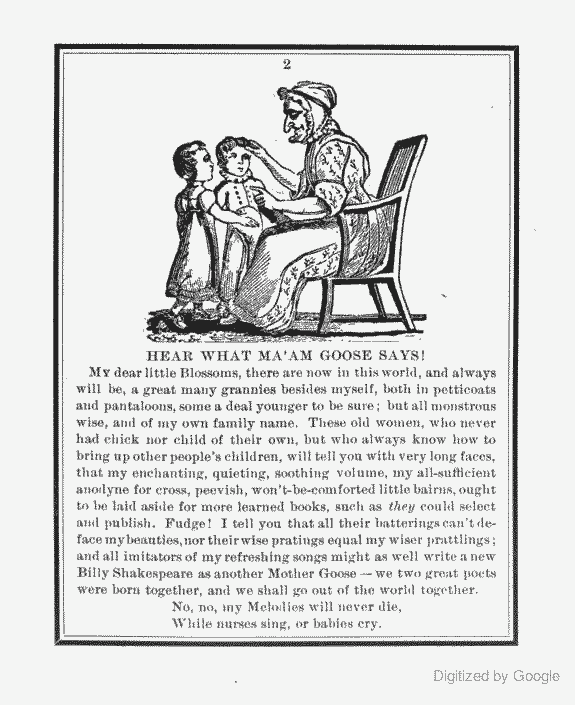 2
HEAR WHAT MA'AM GOOSE SAYS!
My dear little Blossoms, there are now in this world, and always
will be, a great many grannies besides myself, both in petticoats
and pantaloons, some a deal younger to be sure; but all monstrous
wise, and of my own family name. These old women, who never
had chick nor child of their own, but who always know how to
bring up other people's children, will tell you with very long faces,
that my enchanting, quieting, soothing volume, my all-sufficient
anodyne for cross, peevish, won't-be-comforted little bairns, ought
to be laid aside for more learned books, such as they could select
and publish. Fudge! I tell you that all their batterings can't de-
face my beauties, nor their wise pratings equal my wiser prattlings;
and all imitators of my refreshing songs might as well write a new
Billy Shakespeare as another Mother Goose — we two great poets
were born together, and we shall go out of the world together.
No, no, my Melodies will never die,
While nurses sing, or babies cry.
Digitized by Google